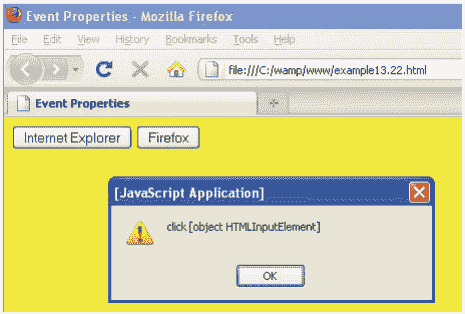 Event Properties - Mozilla Firefox
File Edit View History Bookmarks Tools Help
file:///C:/wamp/www/example13.22.html
Event Properties
Internet Explorer Firefox
[JavaScript Application]
click [object HTMLInputElement]
OK